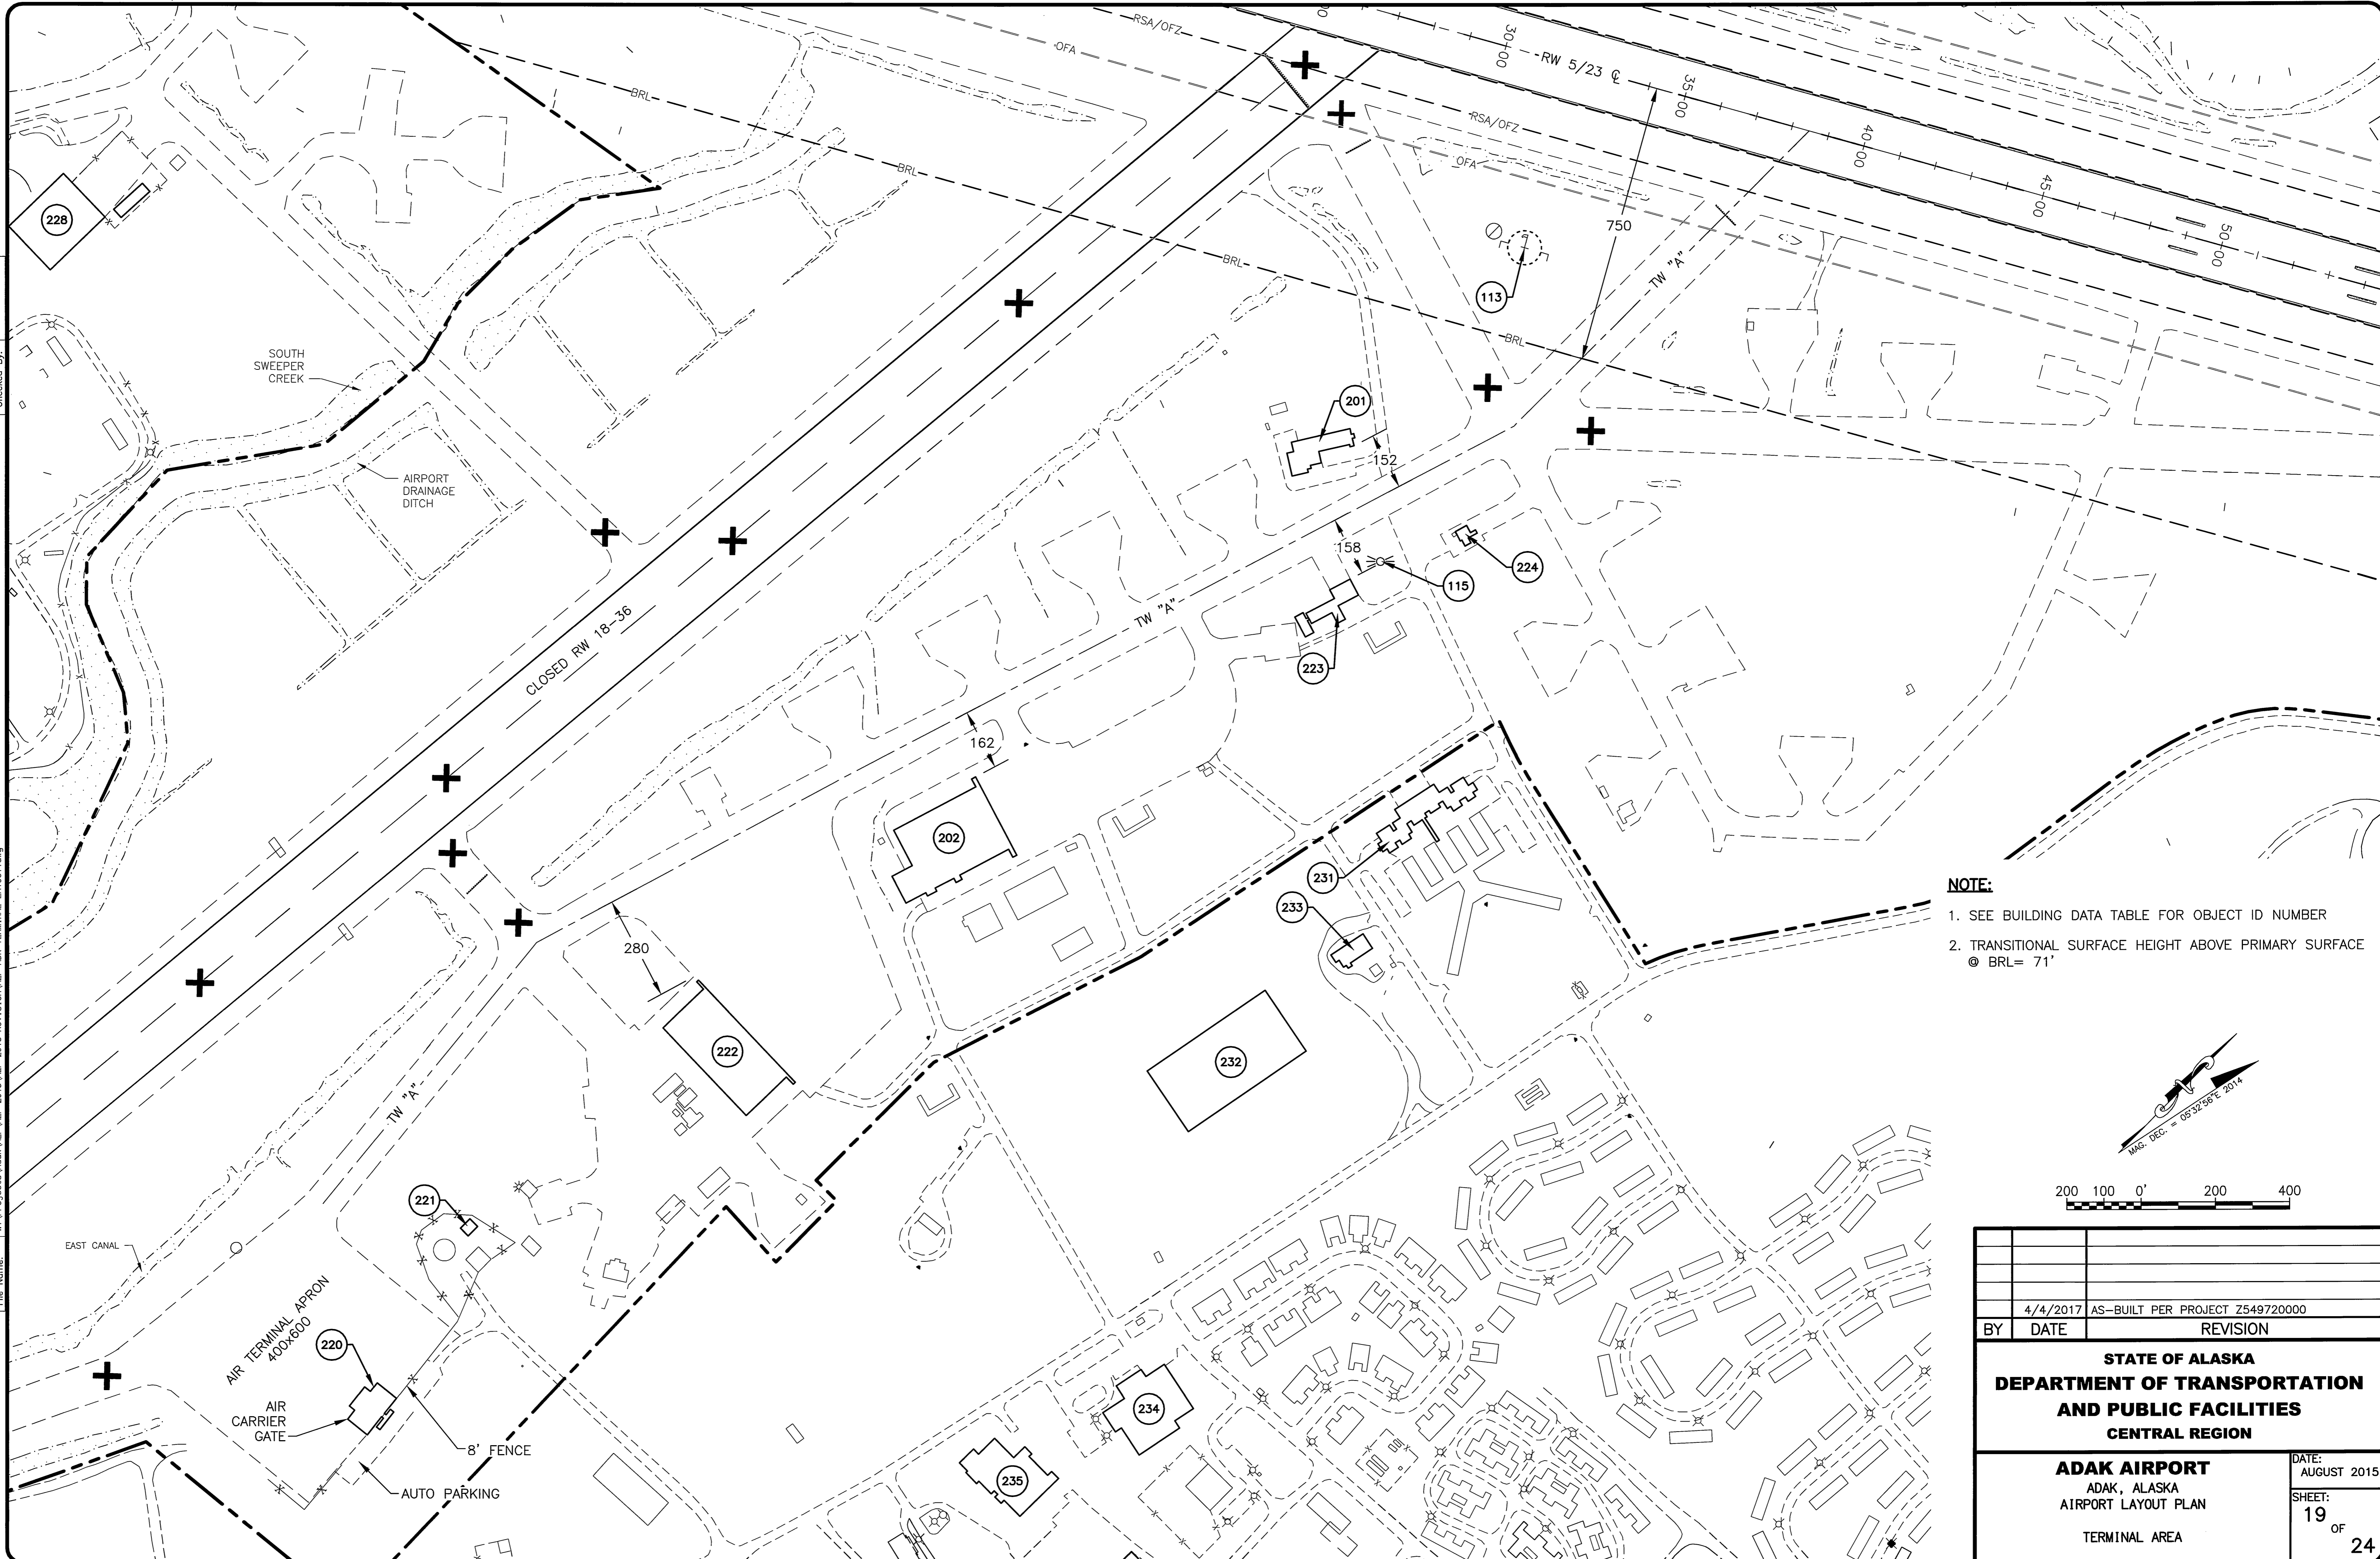 RSA/OFZ
OFA
30+00
RW 5/23 ℄
35+00
40+00
45+00
50+00
RSA/OFZ
OFA
BRL
BRL
BRL
BRL
750
TW "A"
228
113
SOUTH
SWEEPER
CREEK
AIRPORT
DRAINAGE
DITCH
201
152
158
115
224
223
TW "A"
CLOSED RW 18-36
162
202
231
233
280
222
232
TW "A"
221
EAST CANAL
AIR TERMINAL APRON
400x600
220
AIR
CARRIER
GATE
8' FENCE
AUTO PARKING
234
235
NOTE:
1. SEE BUILDING DATA TABLE FOR OBJECT ID NUMBER
2. TRANSITIONAL SURFACE HEIGHT ABOVE PRIMARY SURFACE
@ BRL= 71'
MAG. DEC. = 05°32'56"E 2014
200 100 0' 200 400
4/4/2017 AS-BUILT PER PROJECT Z549720000
BY DATE REVISION
STATE OF ALASKA
DEPARTMENT OF TRANSPORTATION
AND PUBLIC FACILITIES
CENTRAL REGION
ADAK AIRPORT
ADAK, ALASKA
AIRPORT LAYOUT PLAN
TERMINAL AREA
DATE:
AUGUST 2015
SHEET:
19
OF
24